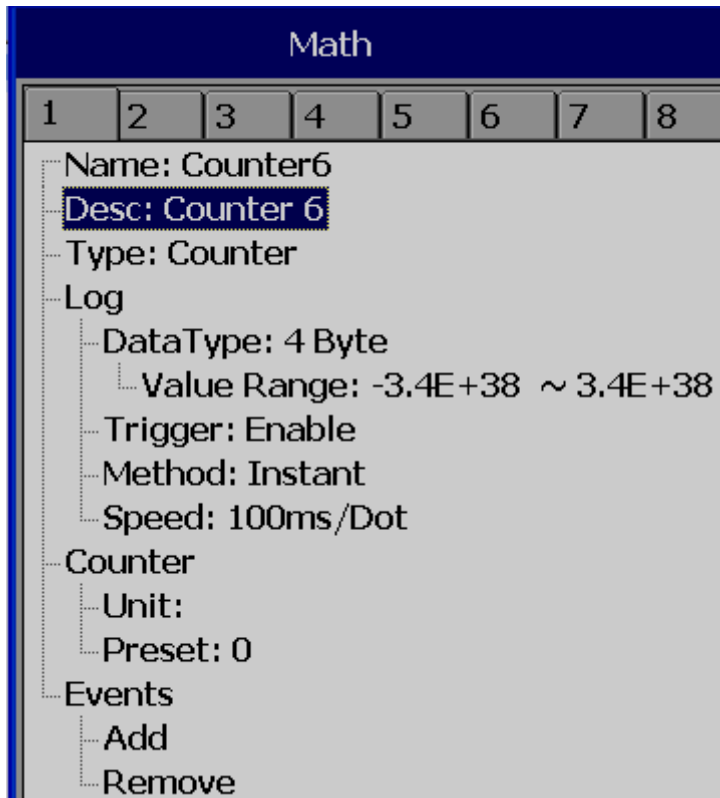 Math
1 2 3 4 5 6 7 8
Name: Counter6
Desc: Counter 6
Type: Counter
Log
DataType: 4 Byte
Value Range: -3.4E+38 ~ 3.4E+38
Trigger: Enable
Method: Instant
Speed: 100ms/Dot
Counter
Unit:
Preset: 0
Events
Add
Remove